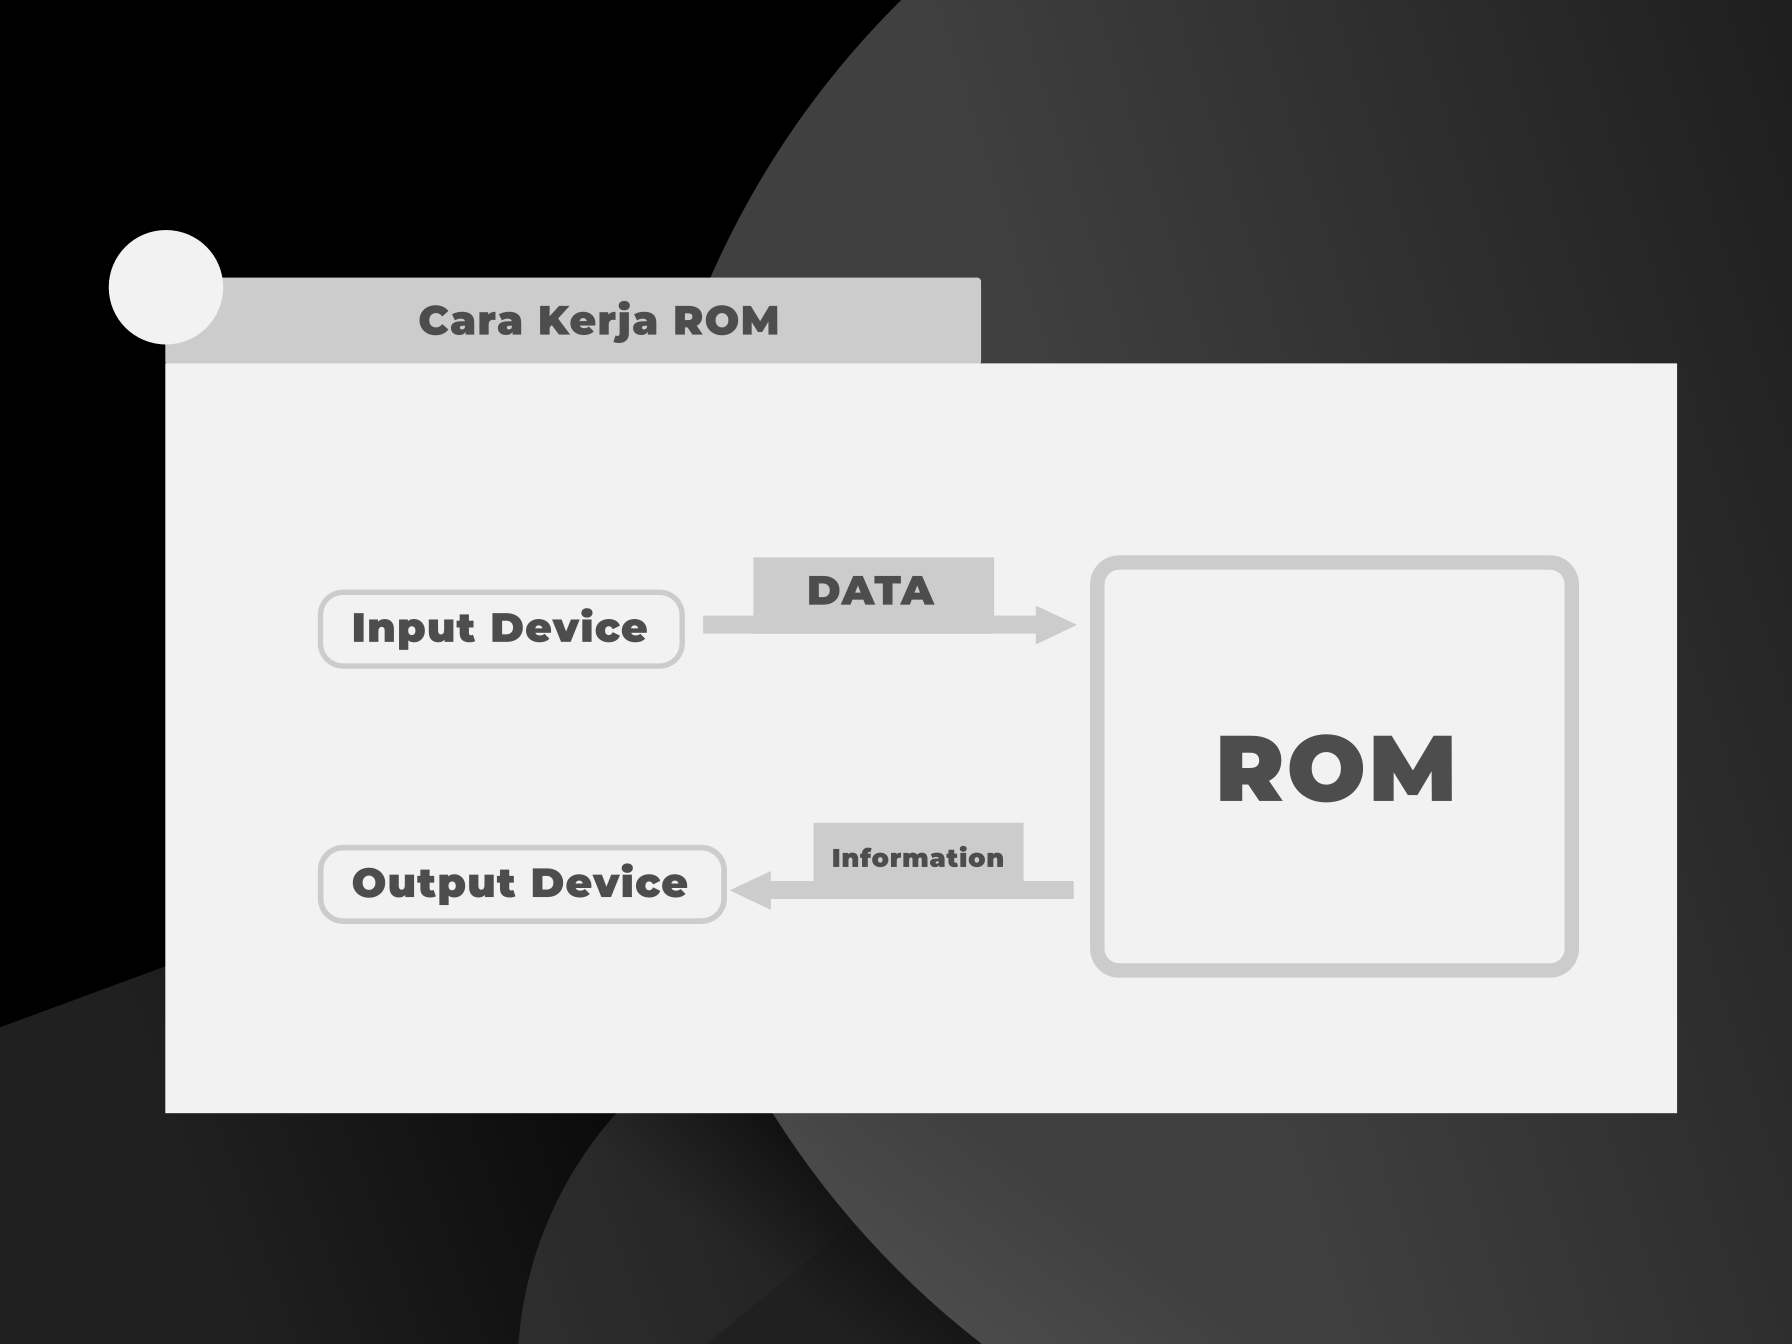 Cara Kerja ROM
DATA
Input Device
ROM
Information
Output Device